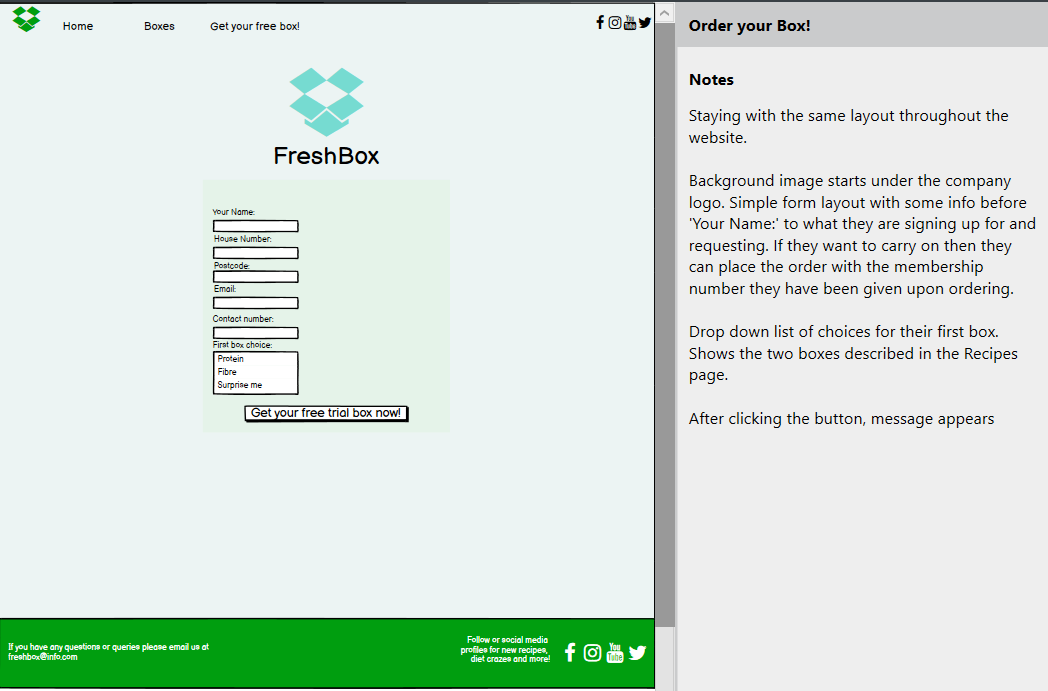 Home Boxes Get your free box!
FreshBox
Your Name:
House Number:
Postcode:
Email:
Contact number:
First box choice:
Protein
Fibre
Surprise me
Get your free trial box now!
If you have any questions or queries please email us at
freshbox@info.com
Follow or social media
profiles for new recipes,
diet crazes and more!
You
Tube
Order your Box!
Notes
Staying with the same layout throughout the
website.
Background image starts under the company
logo. Simple form layout with some info before
'Your Name:' to what they are signing up for and
requesting. If they want to carry on then they
can place the order with the membership
number they have been given upon ordering.
Drop down list of choices for their first box.
Shows the two boxes described in the Recipes
page.
After clicking the button, message appears